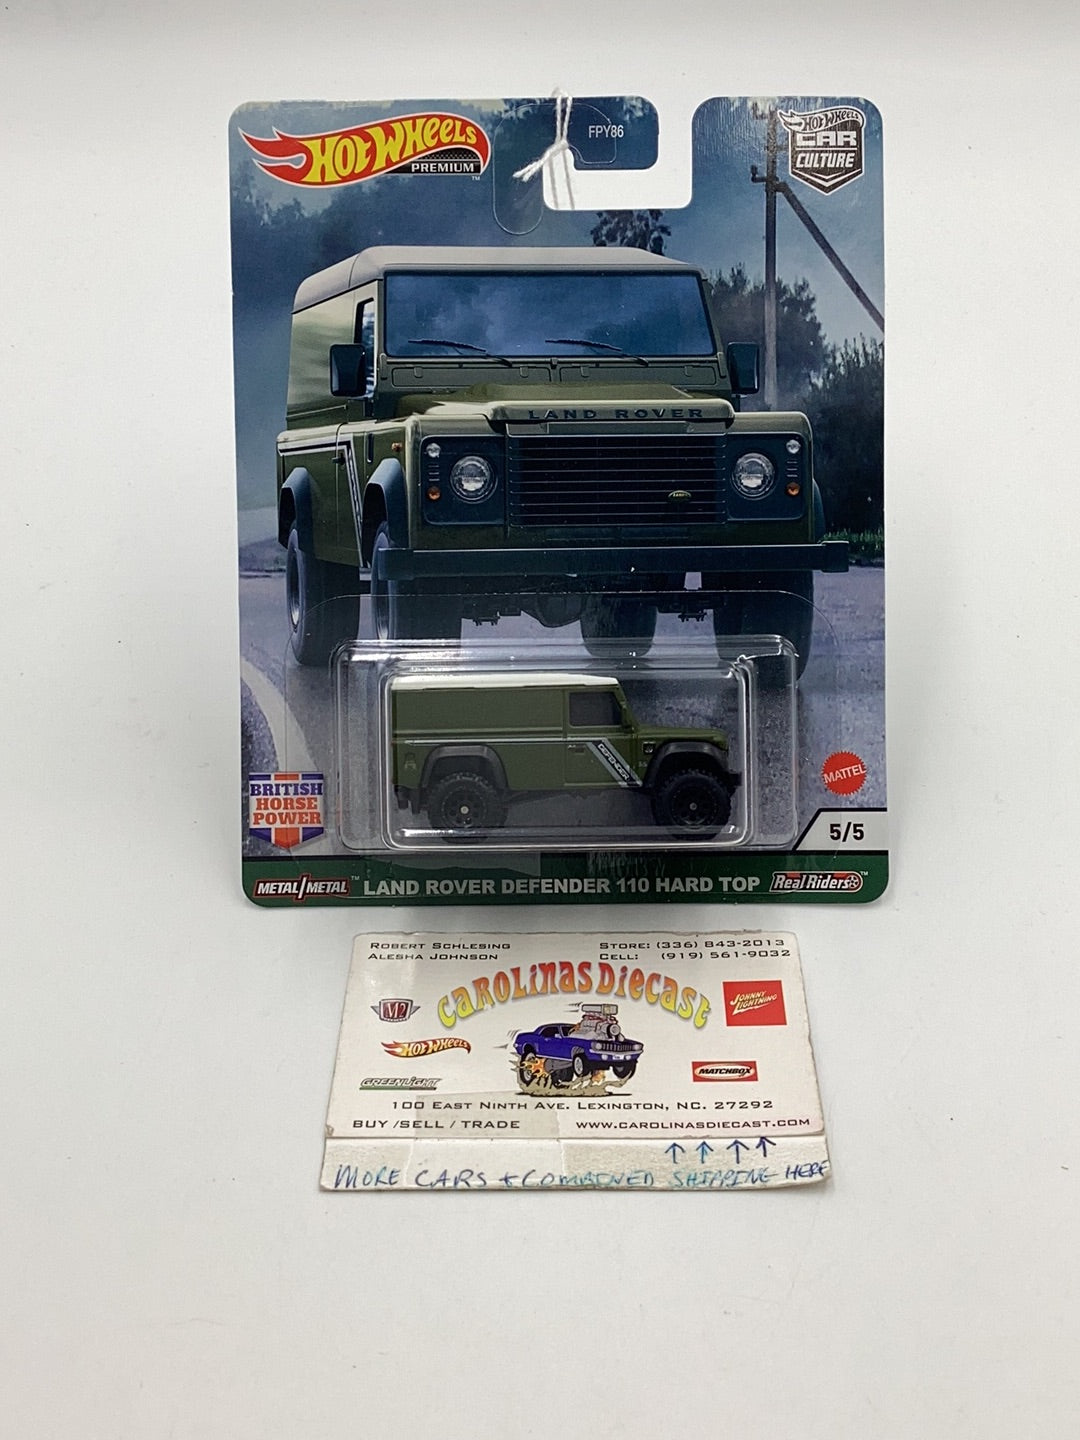 HOT WHEELS
PREMIUM™
FPY86
HOT WHEELS
CAR
CULTURE
LAND ROVER
DEFENDER
BRITISH
HORSE
POWER
MATTEL
5/5
METAL/METAL™ LAND ROVER DEFENDER 110 HARD TOP Real Riders™
ROBERT SCHLESING STORE: (336) 843-2013
ALESHA JOHNSON CELL: (919) 561-9032
CAROLINAS DIECAST
M2
JOHNNY LIGHTNING
HOT WHEELS
GREENLIGHT
MATCHBOX
100 EAST NINTH AVE. LEXINGTON, NC. 27292
BUY /SELL / TRADE WWW.CAROLINASDIECAST.COM
↑ ↑ ↑ ↑
MORE CARS + COMBINED SHIPPING HERE